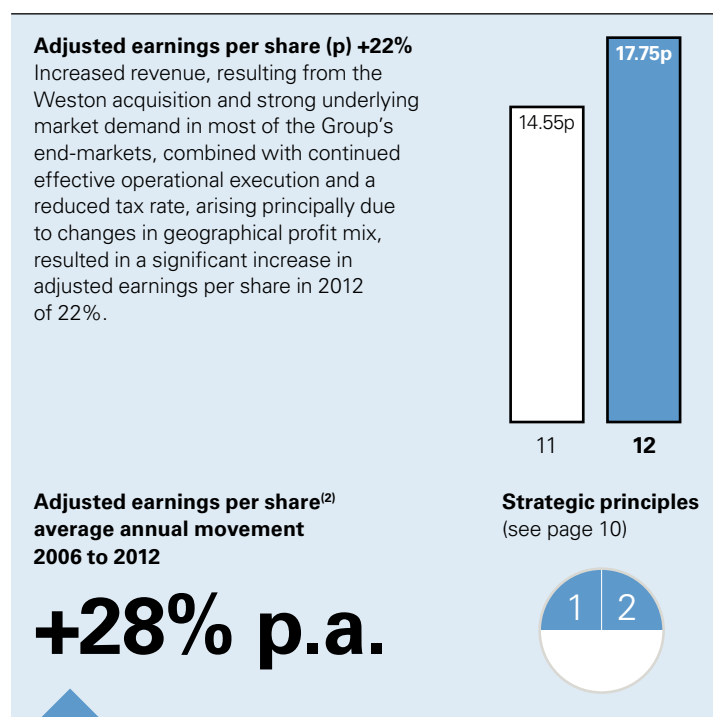 Adjusted earnings per share (p) +22%
Increased revenue, resulting from the
Weston acquisition and strong underlying
market demand in most of the Group's
end-markets, combined with continued
effective operational execution and a
reduced tax rate, arising principally due
to changes in geographical profit mix,
resulted in a significant increase in
adjusted earnings per share in 2012
of 22%.
14.55p
17.75p
11
12
Adjusted earnings per share(2)
average annual movement
2006 to 2012
+28% p.a.
Strategic principles
(see page 10)
1
2